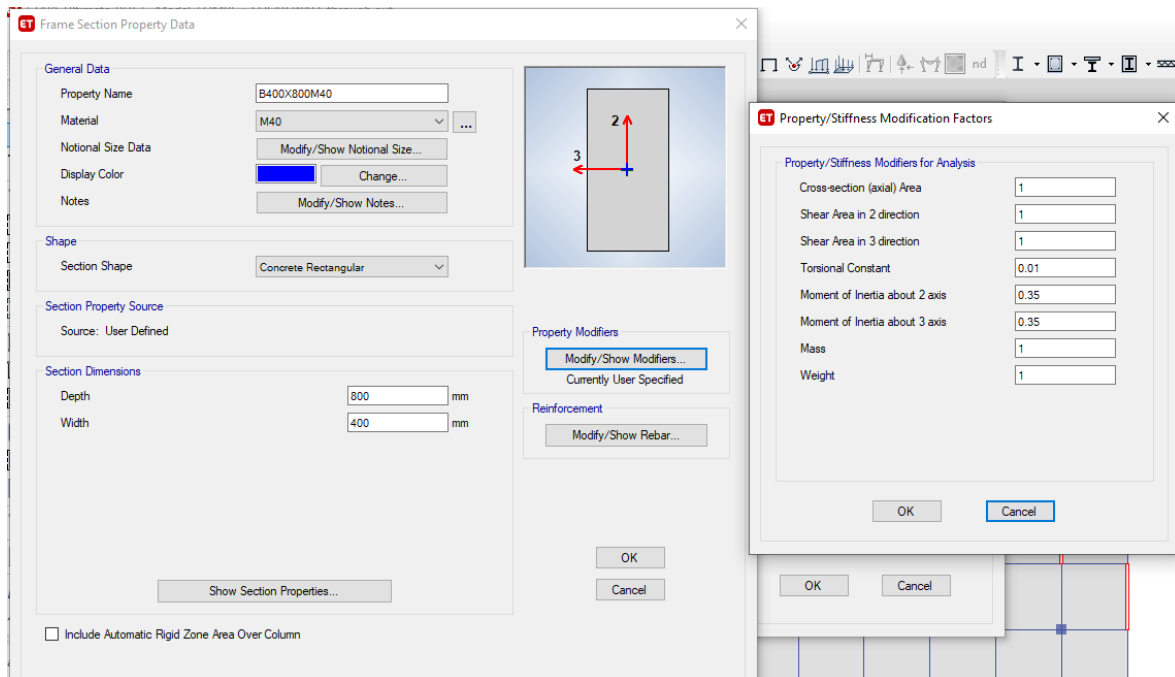 Frame Section Property Data
General Data
Property Name B400X800M40
Material M40 ...
Notional Size Data Modify/Show Notional Size...
Display Color Change...
Notes Modify/Show Notes...
Shape
Section Shape Concrete Rectangular
Section Property Source
Source: User Defined
Section Dimensions
Depth 800 mm
Width 400 mm
Show Section Properties...
Include Automatic Rigid Zone Area Over Column
2
3
Property Modifiers
Modify/Show Modifiers...
Currently User Specified
Reinforcement
Modify/Show Rebar...
OK
Cancel
nd
ET Property/Stiffness Modification Factors
Property/Stiffness Modifiers for Analysis
Cross-section (axial) Area 1
Shear Area in 2 direction 1
Shear Area in 3 direction 1
Torsional Constant 0.01
Moment of Inertia about 2 axis 0.35
Moment of Inertia about 3 axis 0.35
Mass 1
Weight 1
OK Cancel
OK Cancel